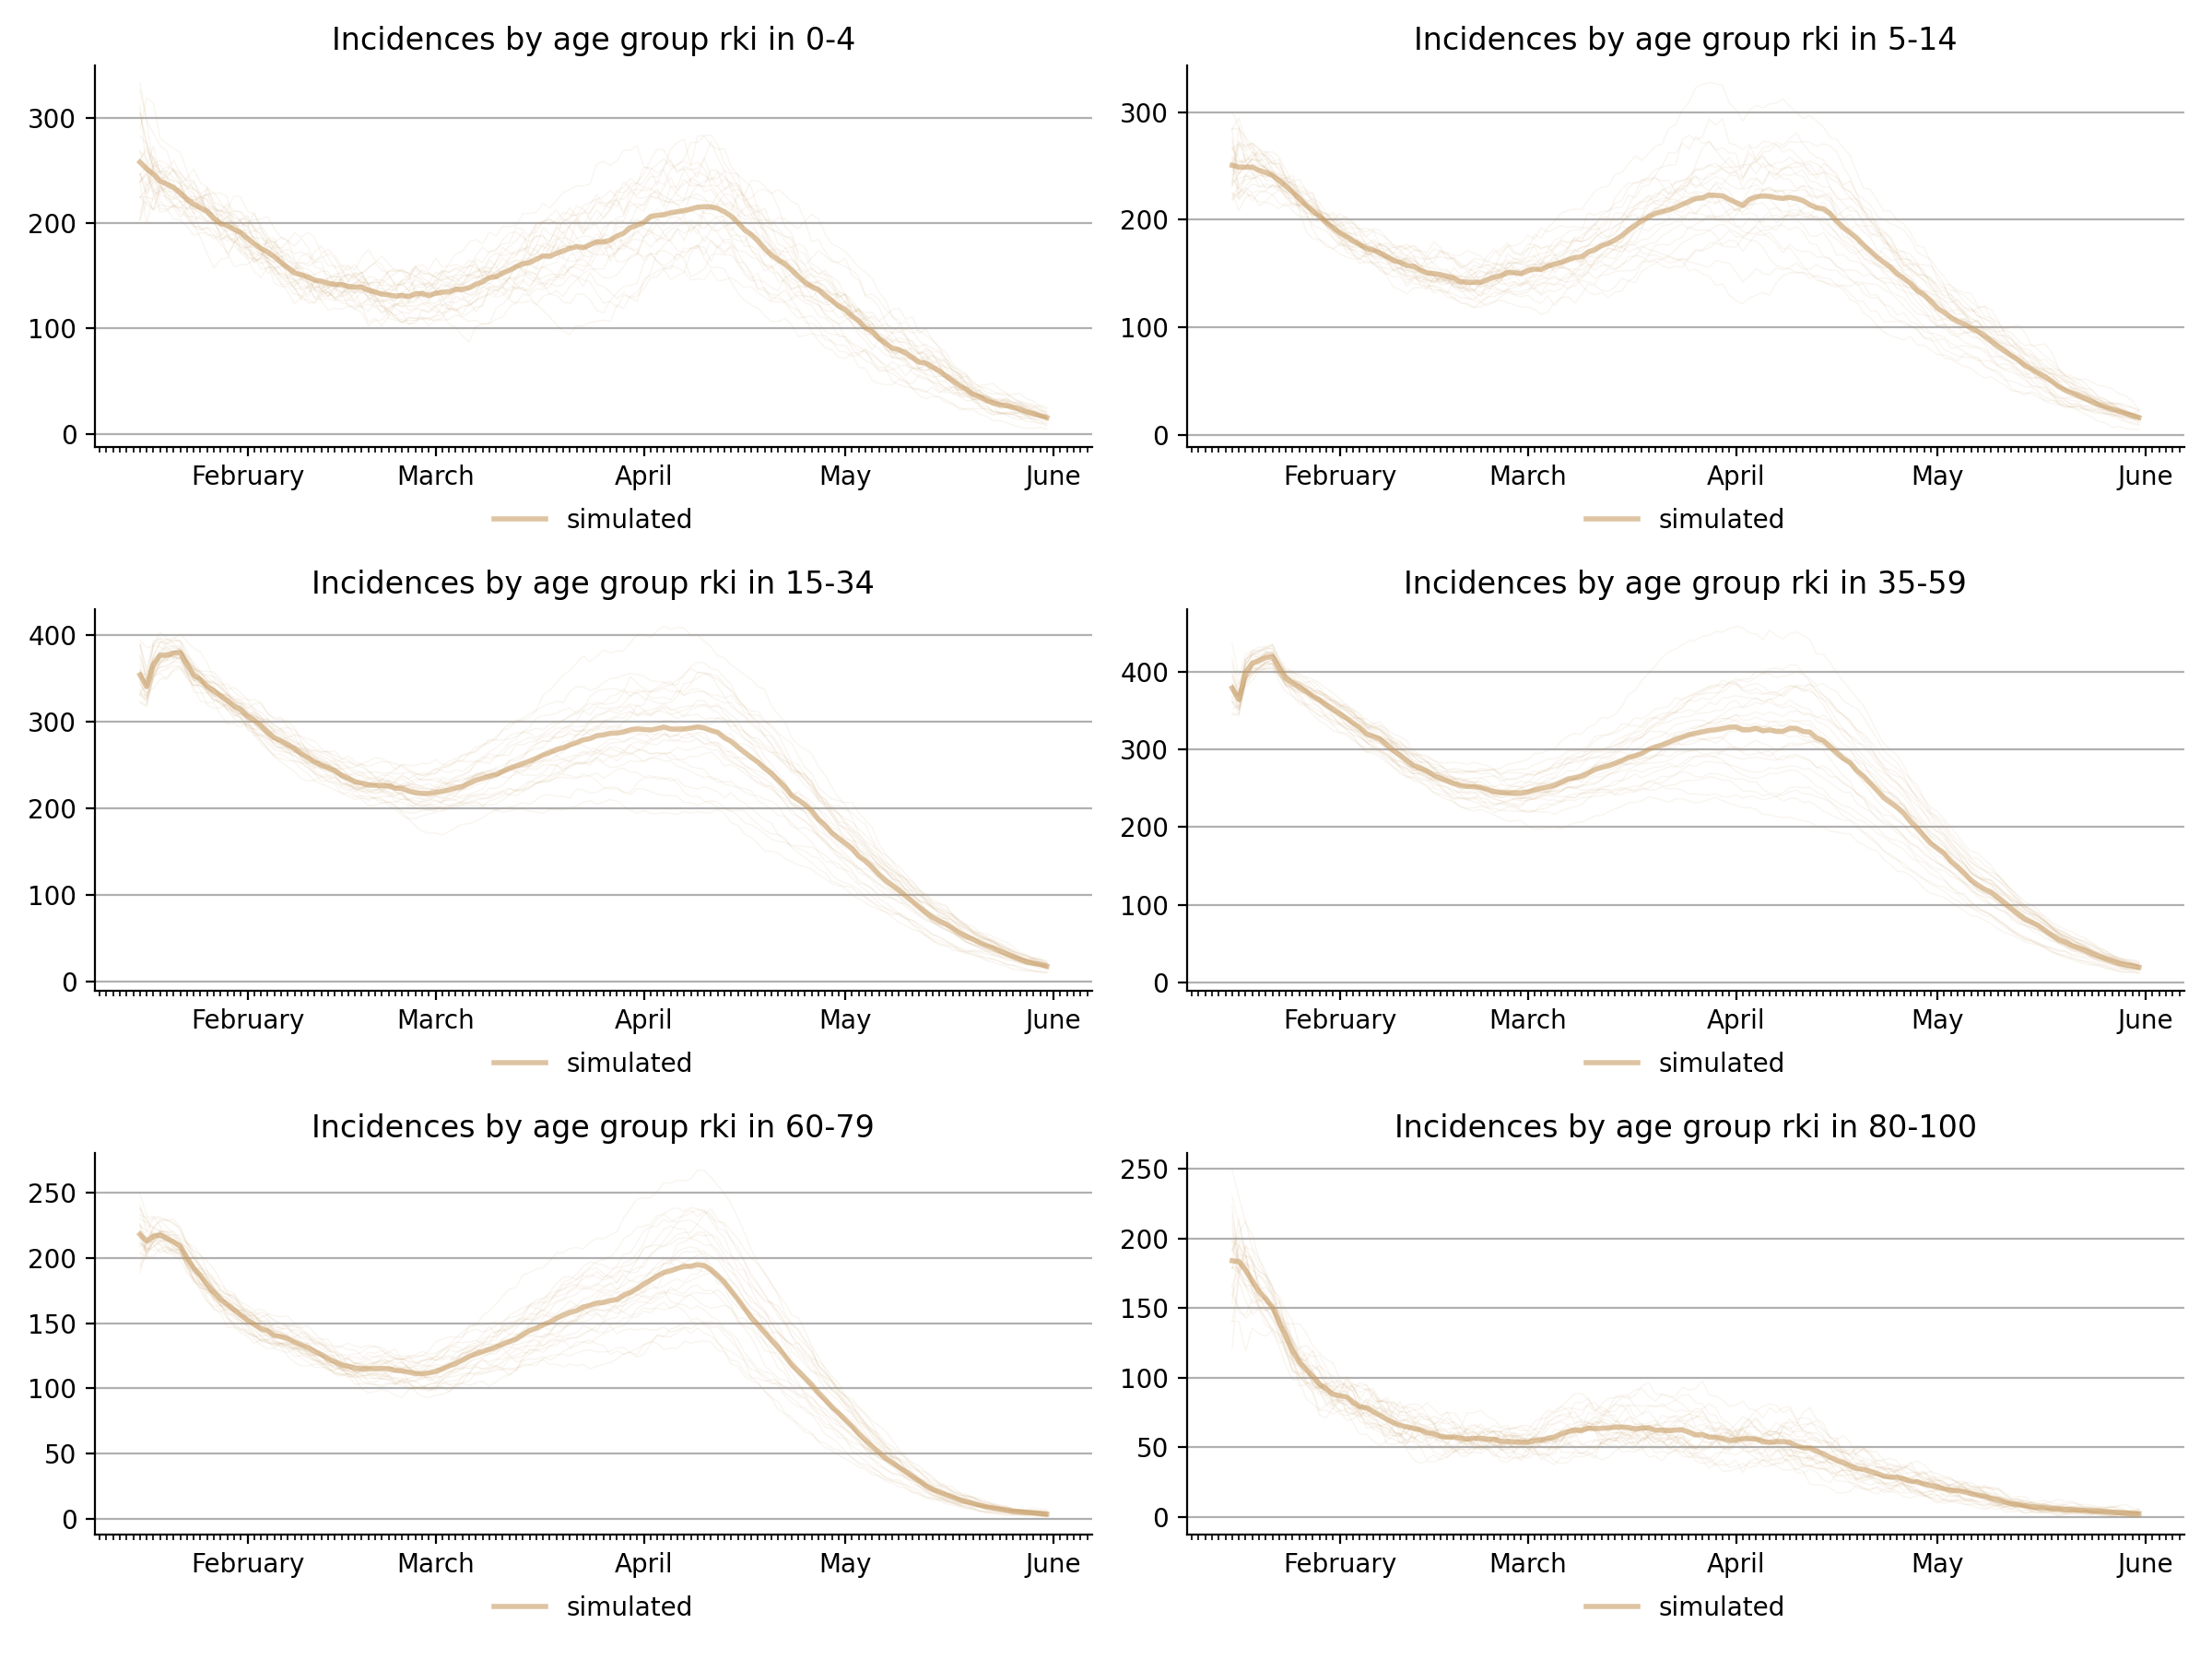 Incidences by age group rki in 0-4
300
200
100
0
February March April May June
simulated
Incidences by age group rki in 5-14
300
200
100
0
February March April May June
simulated
Incidences by age group rki in 15-34
400
300
200
100
0
February March April May June
simulated
Incidences by age group rki in 35-59
400
300
200
100
0
February March April May June
simulated
Incidences by age group rki in 60-79
250
200
150
100
50
0
February March April May June
simulated
Incidences by age group rki in 80-100
250
200
150
100
50
0
February March April May June
simulated